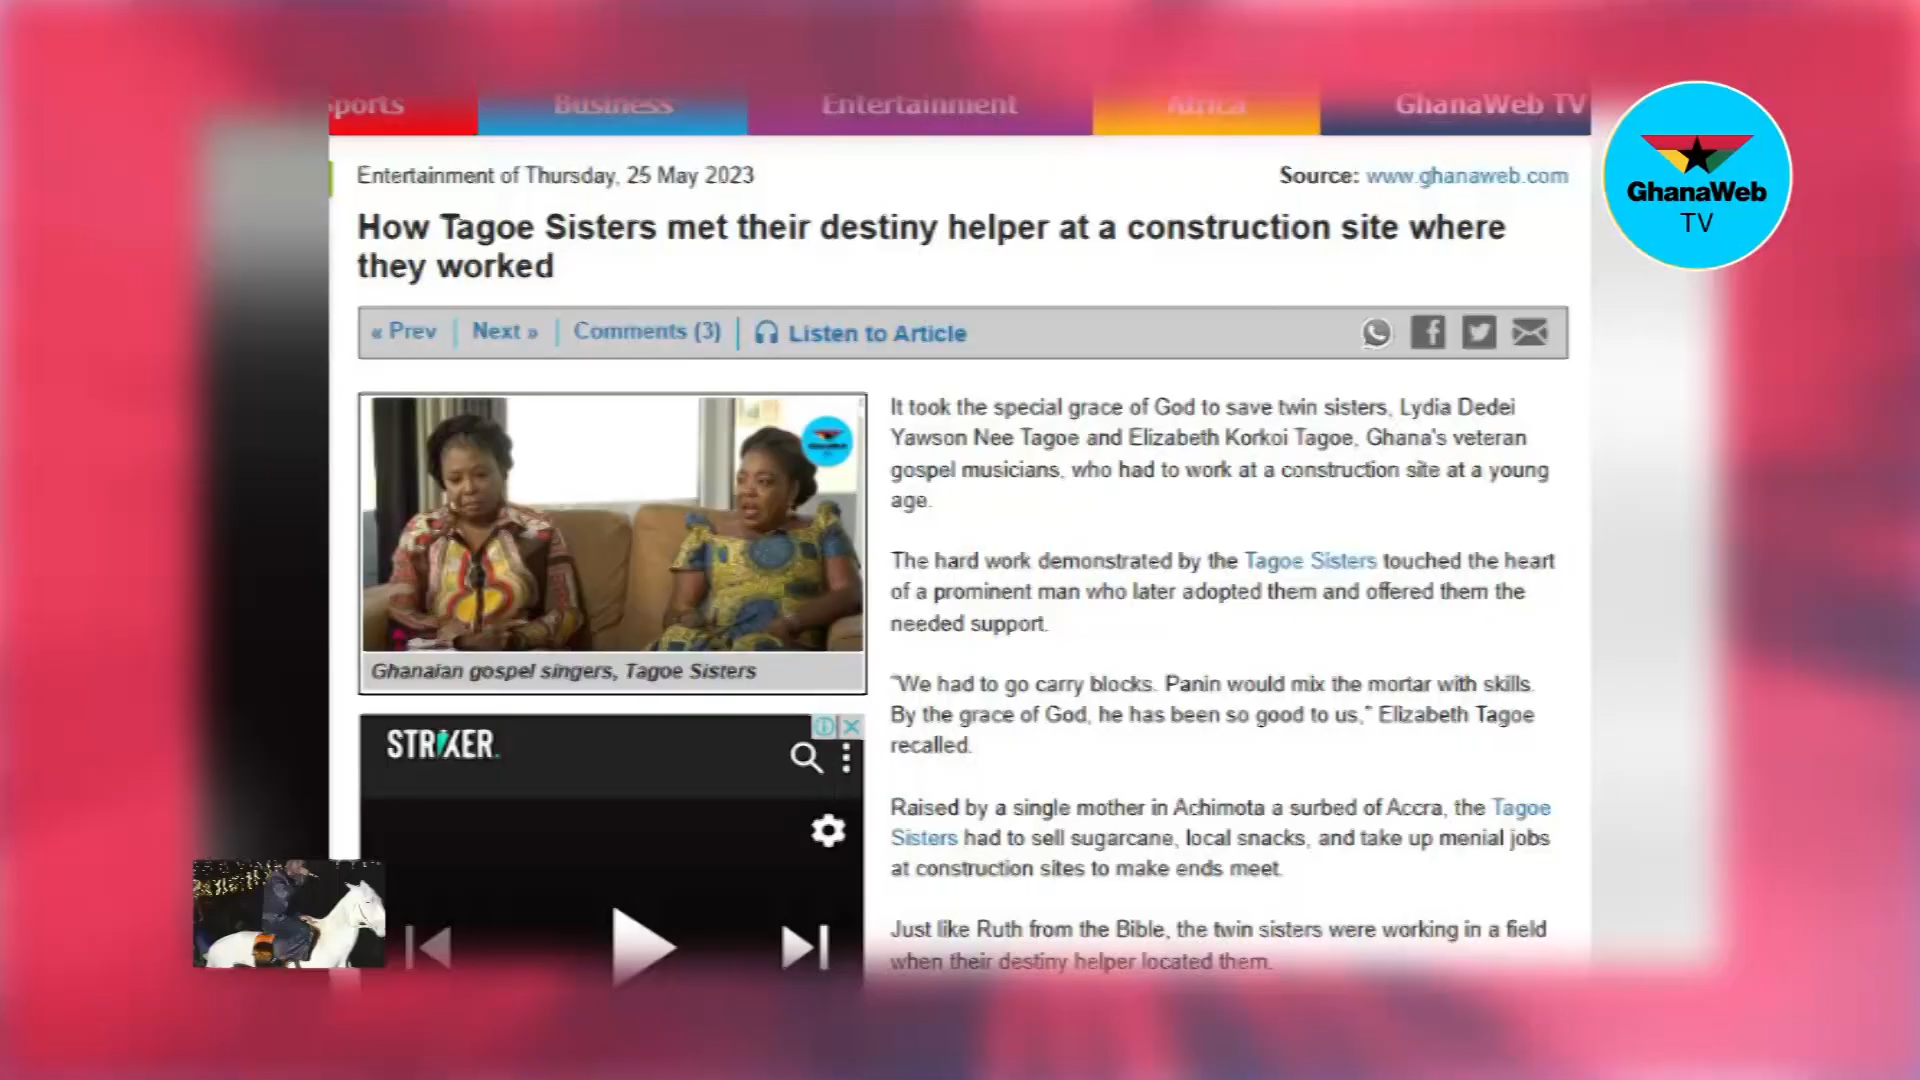 Sports Business Entertainment Africa GhanaWeb TV
GhanaWeb
TV
Entertainment of Thursday, 25 May 2023
Source: www.ghanaweb.com
How Tagoe Sisters met their destiny helper at a construction site where
they worked
« Prev Next » Comments (3) Listen to Article
Ghanaian gospel singers, Tagoe Sisters
STRIKER.
It took the special grace of God to save twin sisters, Lydia Dedei
Yawson Nee Tagoe and Elizabeth Korkoi Tagoe, Ghana's veteran
gospel musicians, who had to work at a construction site at a young
age.
The hard work demonstrated by the Tagoe Sisters touched the heart
of a prominent man who later adopted them and offered them the
needed support.
"We had to go carry blocks. Panin would mix the mortar with skills.
By the grace of God, he has been so good to us," Elizabeth Tagoe
recalled.
Raised by a single mother in Achimota a surbed of Accra, the Tagoe
Sisters had to sell sugarcane, local snacks, and take up menial jobs
at construction sites to make ends meet.
Just like Ruth from the Bible, the twin sisters were working in a field
when their destiny helper located them.